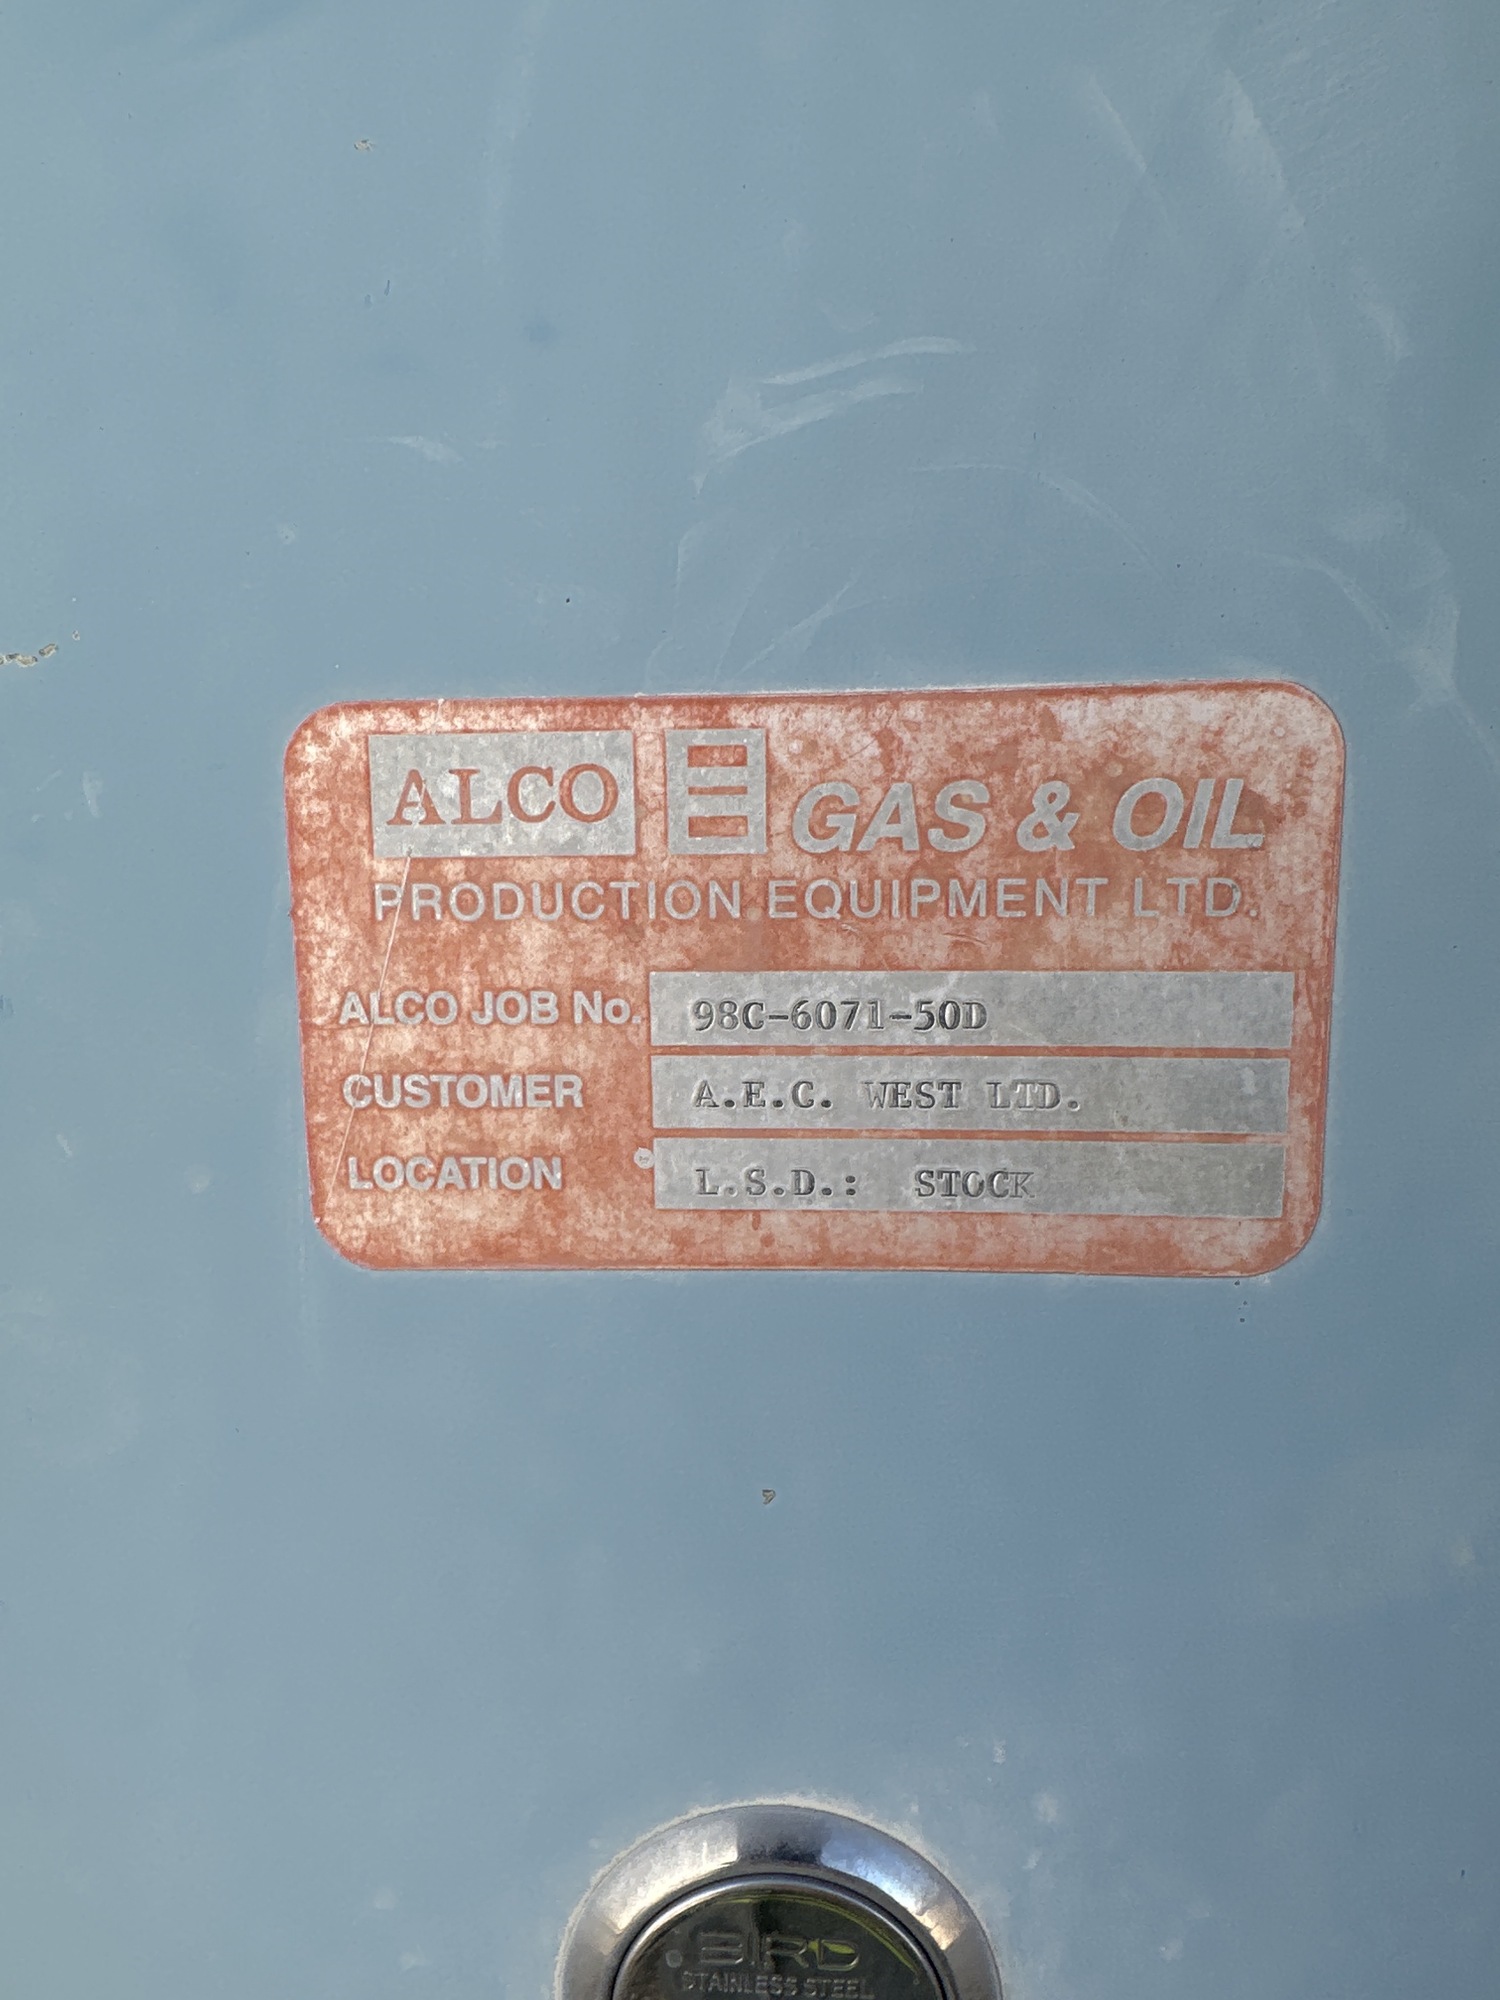 ALCO GAS & OIL
PRODUCTION EQUIPMENT LTD.
ALCO JOB No. 98C-6071-50D
CUSTOMER A.E.C. WEST LTD.
LOCATION L.S.D.: STOCK
BIRD
STAINLESS STEEL